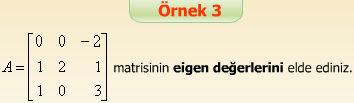 Örnek 3
A = [0 0 -2
1 2 1
1 0 3] matrisinin eigen değerlerini elde ediniz.